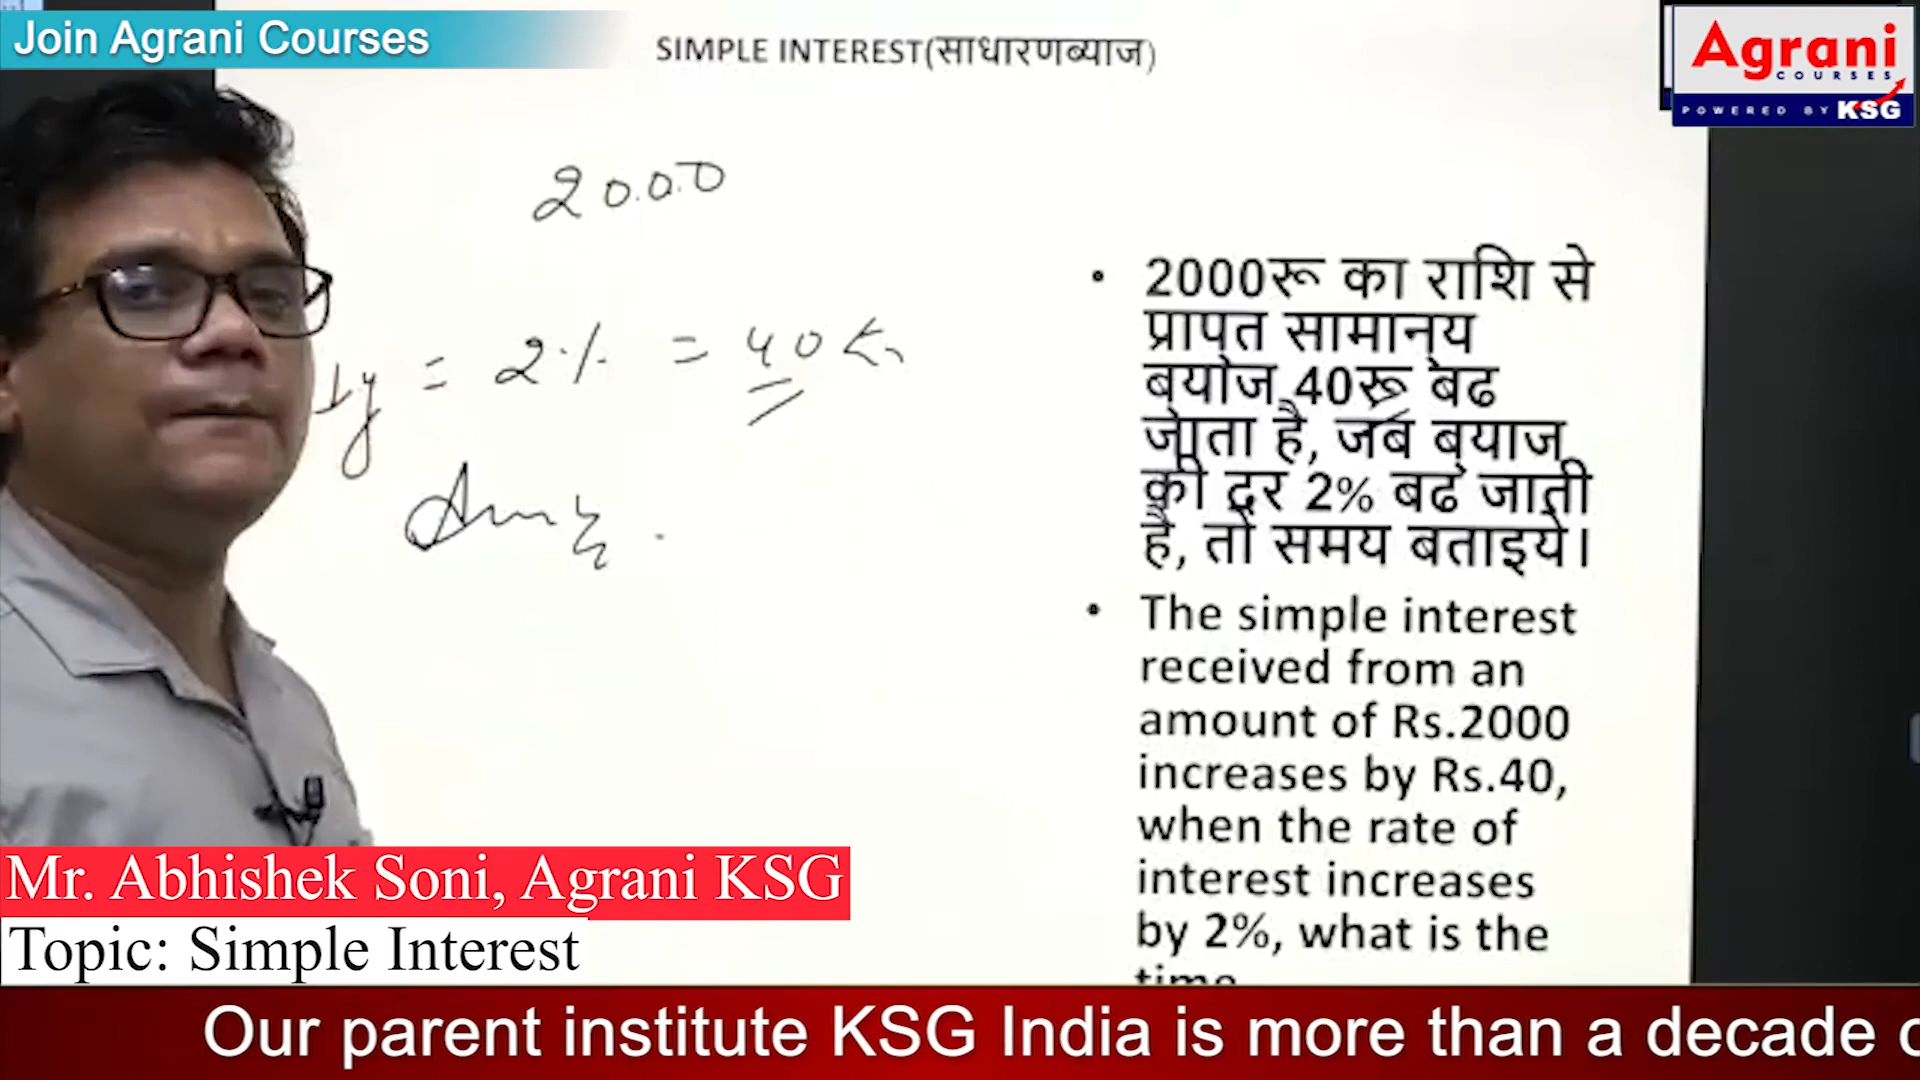 Join Agrani Courses
SIMPLE INTEREST(साधारणब्याज)
Agrani
COURSES
POWERED BY KSG
2000
1y = 2% = 40
Ans
• 2000रू का राशि से
प्राप्त सामान्य
ब्याज 40रू बढ
जाता है, जब ब्याज
की दर 2% बढ जाती
है, तो समय बताइये।
• The simple interest
received from an
amount of Rs.2000
increases by Rs.40,
when the rate of
interest increases
by 2%, what is the
time
Mr. Abhishek Soni, Agrani KSG
Topic: Simple Interest
Our parent institute KSG India is more than a decade